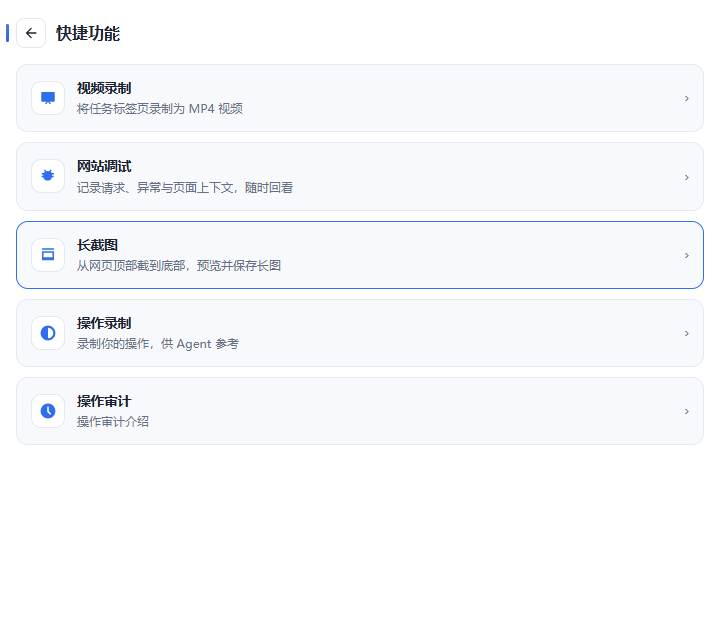 快捷功能
视频录制
将任务标签页录制为 MP4 视频
网站调试
记录请求、异常与页面上下文，随时回看
长截图
从网页顶部截到底部，预览并保存长图
操作录制
录制你的操作，供 Agent 参考
操作审计
操作审计介绍